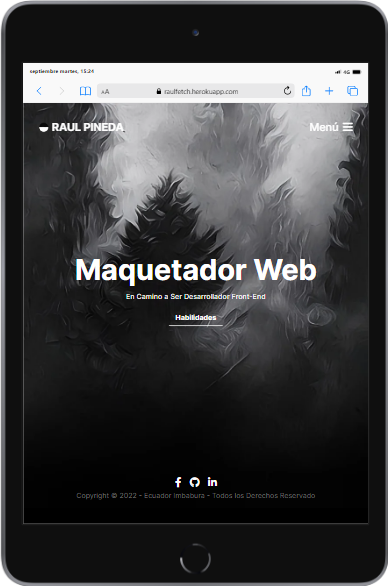 septiembre martes, 15:24
4G
AA
raulfetch.herokuapp.com
RAUL PINEDA
Menú
Maquetador Web
En Camino a Ser Desarrollador Front-End
Habilidades
Copyright © 2022 - Ecuador Imbabura - Todos los Derechos Reservado